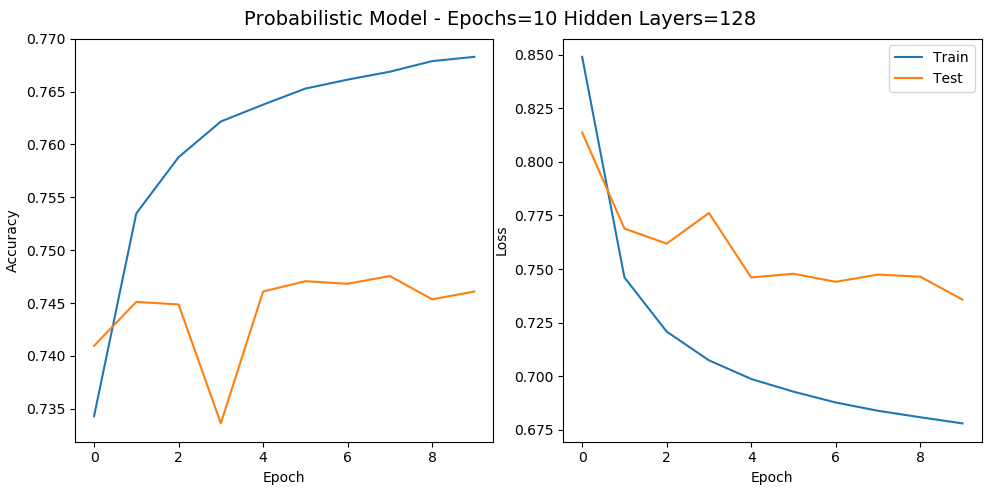 Probabilistic Model - Epochs=10 Hidden Layers=128
Accuracy
0.770
0.765
0.760
0.755
0.750
0.745
0.740
0.735
0 2 4 6 8
Epoch
Loss
0.850
0.825
0.800
0.775
0.750
0.725
0.700
0.675
0 2 4 6 8
Epoch
Train
Test